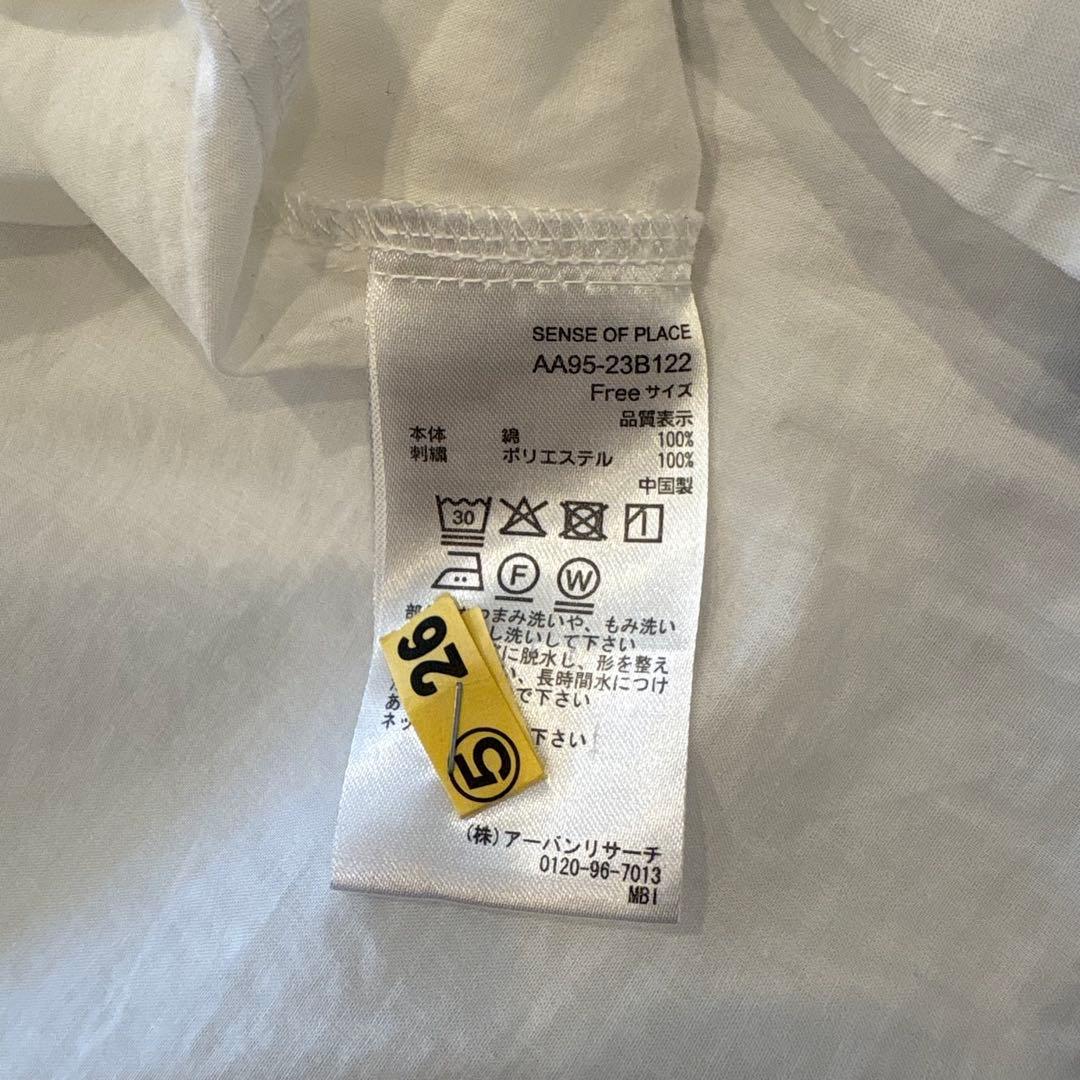 SENSE OF PLACE
AA95-23B122
Free サイズ
品質表示
本体 綿 100%
刺繍 ポリエステル 100%
中国製
30
F W
つまみ洗いや、もみ洗い
し洗いして下さい
に脱水し、形を整え
い、長時間水につけ
で下さい
下さい
26
5
(株)アーバンリサーチ
0120-96-7013
MBI